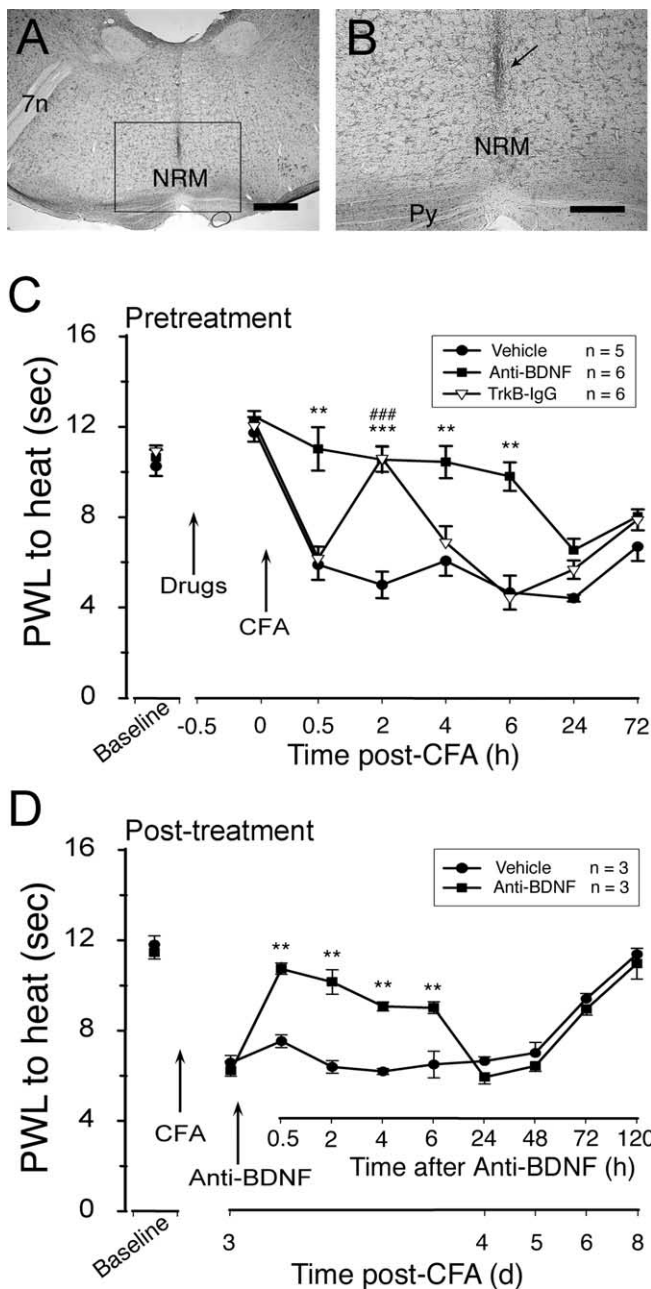 A
7n
NRM
B
NRM
Py
C
Pretreatment
PWL to heat (sec)
16
12
8
4
0
Vehicle n = 5
Anti-BDNF n = 6
TrkB-IgG n = 6
**
###
***
**
**
Drugs
CFA
Baseline
-0.5 0 0.5 2 4 6 24 72
Time post-CFA (h)
D
Post-treatment
PWL to heat (sec)
16
12
8
4
0
Vehicle n = 3
Anti-BDNF n = 3
**
**
**
**
CFA
Anti-BDNF
0.5 2 4 6 24 48 72 120
Time after Anti-BDNF (h)
Baseline
3 4 5 6 8
Time post-CFA (d)